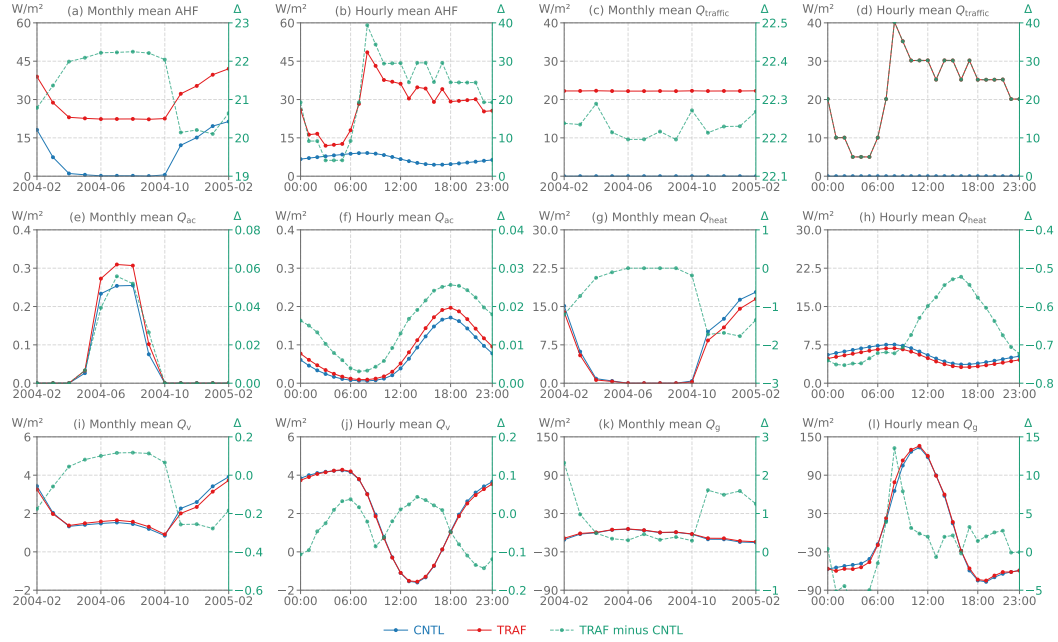 W/m² (a) Monthly mean AHF Δ
60 45 30 15 0
23 22 21 20 19
2004-02 2004-06 2004-10 2005-02
W/m² (b) Hourly mean AHF Δ
60 45 30 15 0
40 30 20 10 0
00:00 06:00 12:00 18:00 23:00
W/m² (c) Monthly mean Qtraffic Δ
40 30 20 10 0
22.5 22.4 22.3 22.2 22.1
2004-02 2004-06 2004-10 2005-02
W/m² (d) Hourly mean Qtraffic Δ
40 30 20 10 0
40 30 20 10 0
00:00 06:00 12:00 18:00 23:00
W/m² (e) Monthly mean Qac Δ
0.4 0.3 0.2 0.1 0.0
0.08 0.06 0.04 0.02 0.00
2004-02 2004-06 2004-10 2005-02
W/m² (f) Hourly mean Qac Δ
0.4 0.3 0.2 0.1 0.0
0.04 0.03 0.02 0.01 0.00
00:00 06:00 12:00 18:00 23:00
W/m² (g) Monthly mean Qheat Δ
30.0 22.5 15.0 7.5 0.0
1 0 −1 −2 −3
2004-02 2004-06 2004-10 2005-02
W/m² (h) Hourly mean Qheat Δ
30.0 22.5 15.0 7.5 0.0
−0.4 −0.5 −0.6 −0.7 −0.8
00:00 06:00 12:00 18:00 23:00
W/m² (i) Monthly mean Qv Δ
6 4 2 0 −2
0.2 0.0 −0.2 −0.4 −0.6
2004-02 2004-06 2004-10 2005-02
W/m² (j) Hourly mean Qv Δ
6 4 2 0 −2
0.2 0.1 0.0 −0.1 −0.2
00:00 06:00 12:00 18:00 23:00
W/m² (k) Monthly mean Qg Δ
150 90 30 −30 −90
3 2 1 0 −1
2004-02 2004-06 2004-10 2005-02
W/m² (l) Hourly mean Qg Δ
150 90 30 −30 −90
15 10 5 0 −5
00:00 06:00 12:00 18:00 23:00
CNTL TRAF TRAF minus CNTL